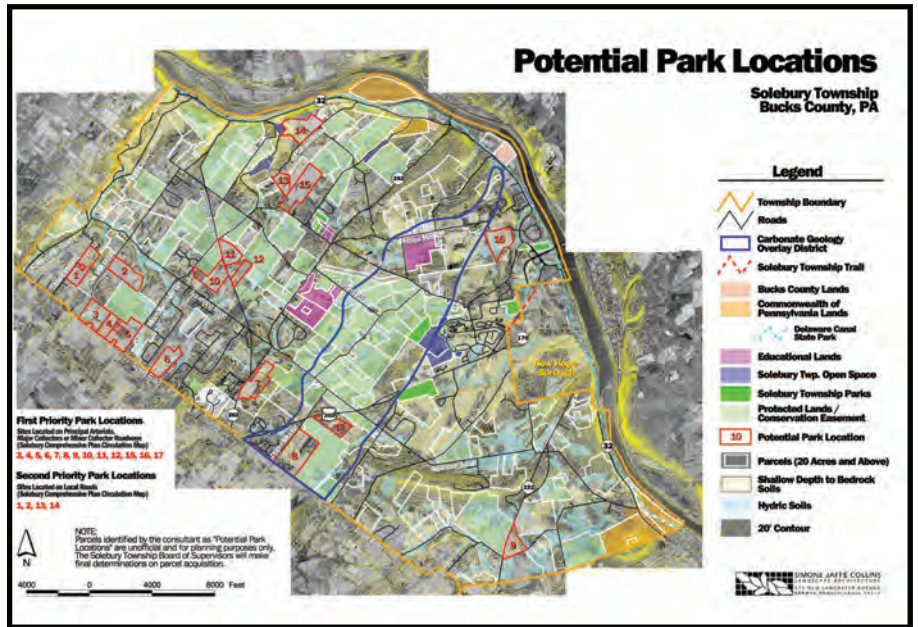 Potential Park Locations
Solebury Township
Bucks County, PA
Legend
Township Boundary
Roads
Carbonate Geology
Overlay District
Solebury Township Trail
Bucks County Lands
Commonwealth of
Pennsylvania Lands
Delaware Canal
State Park
Educational Lands
Solebury Twp. Open Space
Solebury Township Parks
Protected Lands /
Conservation Easement
10
Potential Park Location
Parcels (20 Acres and Above)
Shallow Depth to Bedrock
Soils
Hydric Soils
20' Contour
32
14
13
15
263
16
11
12
10
1
2
3
4
5
6
7
179
New Hope
Borough
202
202
8
32
232
9
First Priority Park Locations
Sites Located on Principal Arterials,
Major Collectors or Minor Collector Roadways
(Solebury Comprehensive Plan Circulation Map)
3, 4, 5, 6, 7, 8, 9, 10, 11, 12, 15, 16, 17
Second Priority Park Locations
Sites Located on Local Roads
(Solebury Comprehensive Plan Circulation Map)
1, 2, 13, 14
NOTE:
Parcels identified by the consultant as "Potential Park
Locations" are unofficial and for planning purposes only.
The Solebury Township Board of Supervisors will make
final determinations on parcel acquisition.
N
4000 0 4000 8000 Feet
SIMONE JAFFE COLLINS
LANDSCAPE ARCHITECTURE